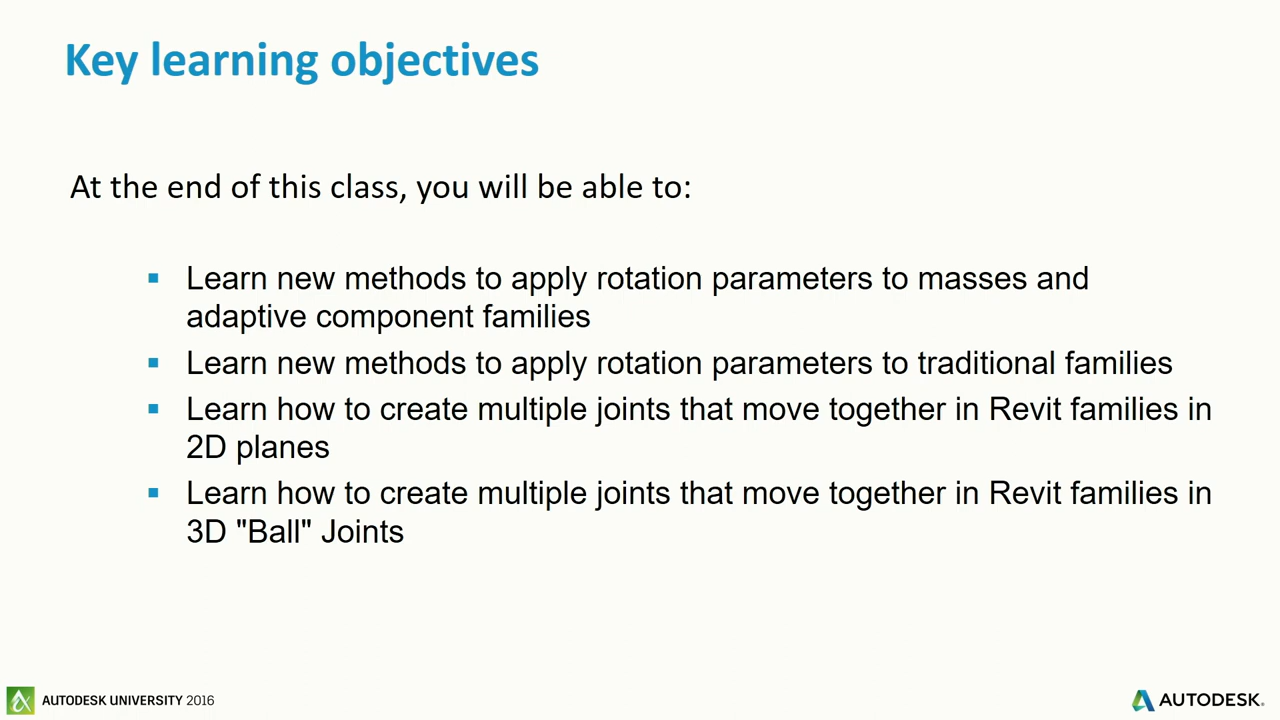 Key learning objectives
At the end of this class, you will be able to:
Learn new methods to apply rotation parameters to masses and
adaptive component families
Learn new methods to apply rotation parameters to traditional families
Learn how to create multiple joints that move together in Revit families in
2D planes
Learn how to create multiple joints that move together in Revit families in
3D "Ball" Joints
AUTODESK UNIVERSITY 2016
AUTODESK.